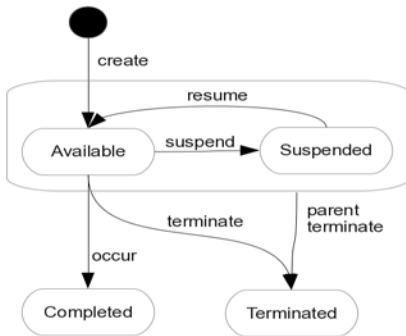 create
resume
suspend
Available
Suspended
terminate
parent
terminate
occur
Completed
Terminated